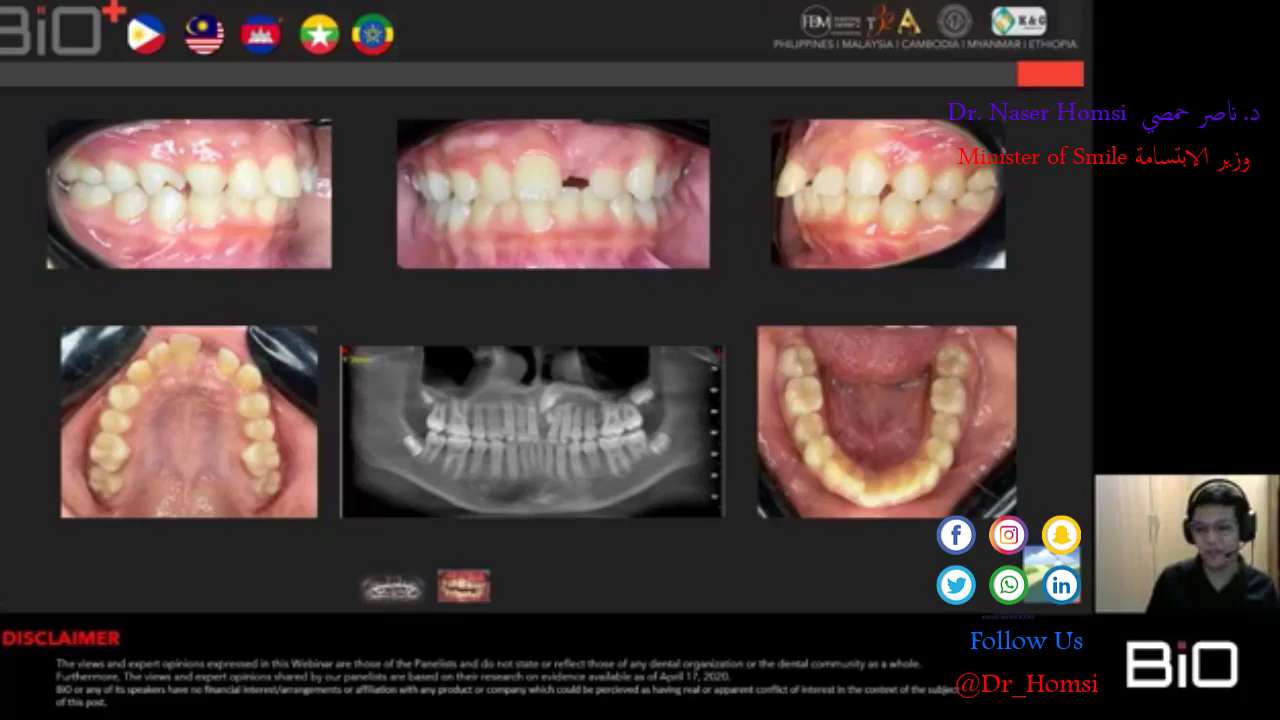 BiO+
FDM
K&G
PHILIPPINES | MALAYSIA | CAMBODIA | MYANMAR | ETHIOPIA
Dr. Naser Homsi د. ناصر حمصي
Minister of Smile وزير الابتسامة
Follow Us
@Dr_Homsi
BiO
DISCLAIMER
The views and expert opinions expressed in this Webinar are those of the Panelists and do not state or reflect those of any dental organization or the dental community as a whole.
Furthermore, The views and expert opinions shared by our panelists are based on their research on evidence available as of April 17, 2020.
BiO or any of its speakers have no financial interest/arrangements or affiliation with any product or company which could be percieved as having real or apparent conflict of interest in the context of the subject
of this post.